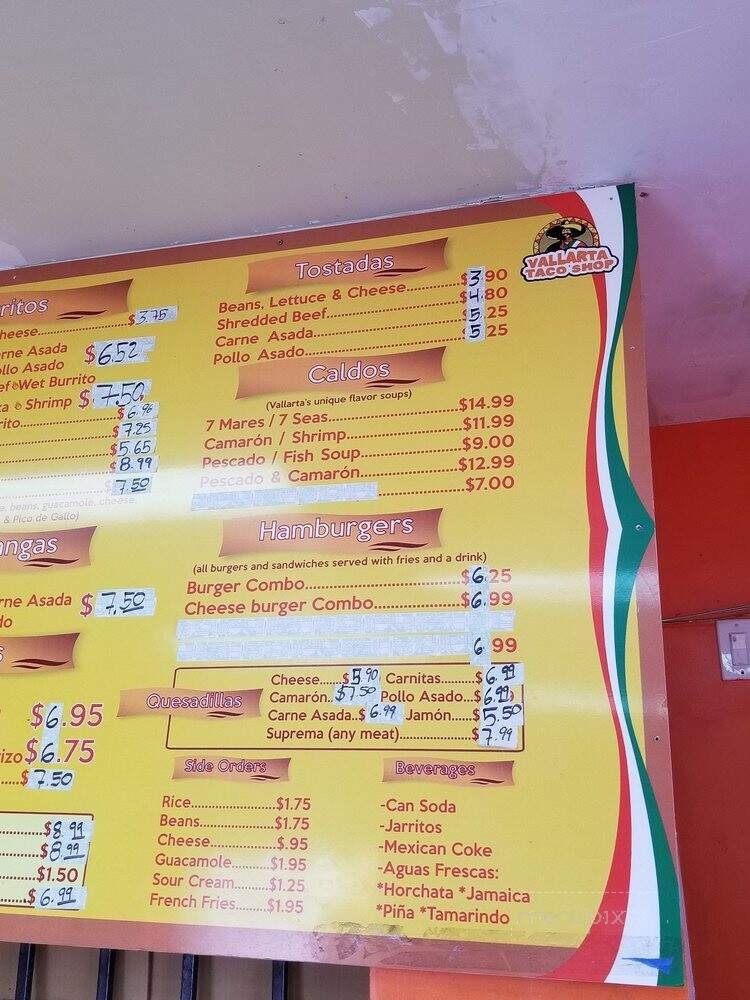 VALLARTA
TACO SHOP
ritos
heese....................$3.75
rne Asada
ollo Asado $6.52
ef Wet Burrito
& Shrimp $7.50
rito....................$6.96
$7.25
$5.65
$8.99
$7.50
e, beans, guacamole, cheese
& Pico de Gallo)
angas
rne Asada $7.50
do
s
$6.95
izo $6.75
....$7.50
....$8.99
....$8.99
....$1.50
....$6.99
Tostadas
Beans, Lettuce & Cheese....$3.90
Shredded Beef....................$4.80
Carne Asada....................$5.25
Pollo Asado....................$5.25
Caldos
(Vallarta's unique flavor soups)
7 Mares / 7 Seas....................$14.99
Camarón / Shrimp....................$11.99
Pescado / Fish Soup....................$9.00
Pescado & Camarón....................$12.99
....................$7.00
Hamburgers
(all burgers and sandwiches served with fries and a drink)
Burger Combo....................$6.25
Cheese burger Combo....................$6.99
6.99
Quesadillas
Cheese....$5.90 Carnitas....$6.99
Camarón..$7.50 Pollo Asado...$6.99
Carne Asada..$6.99 Jamón......$5.50
Suprema (any meat)....................$7.99
Side Orders
Rice....................$1.75
Beans....................$1.75
Cheese....................$.95
Guacamole............$1.95
Sour Cream............$1.25
French Fries............$1.95
Beverages
-Can Soda
-Jarritos
-Mexican Coke
-Aguas Frescas:
*Horchata *Jamaica
*Piña *Tamarindo